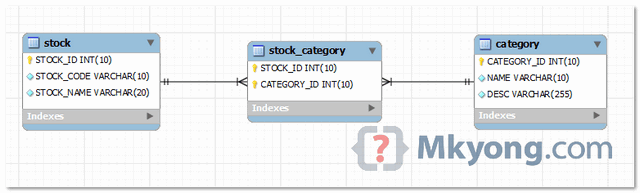 stock
STOCK_ID INT(10)
STOCK_CODE VARCHAR(10)
STOCK_NAME VARCHAR(20)
Indexes
stock_category
STOCK_ID INT(10)
CATEGORY_ID INT(10)
Indexes
category
CATEGORY_ID INT(10)
NAME VARCHAR(10)
DESC VARCHAR(255)
Indexes
{?} Mkyong.com